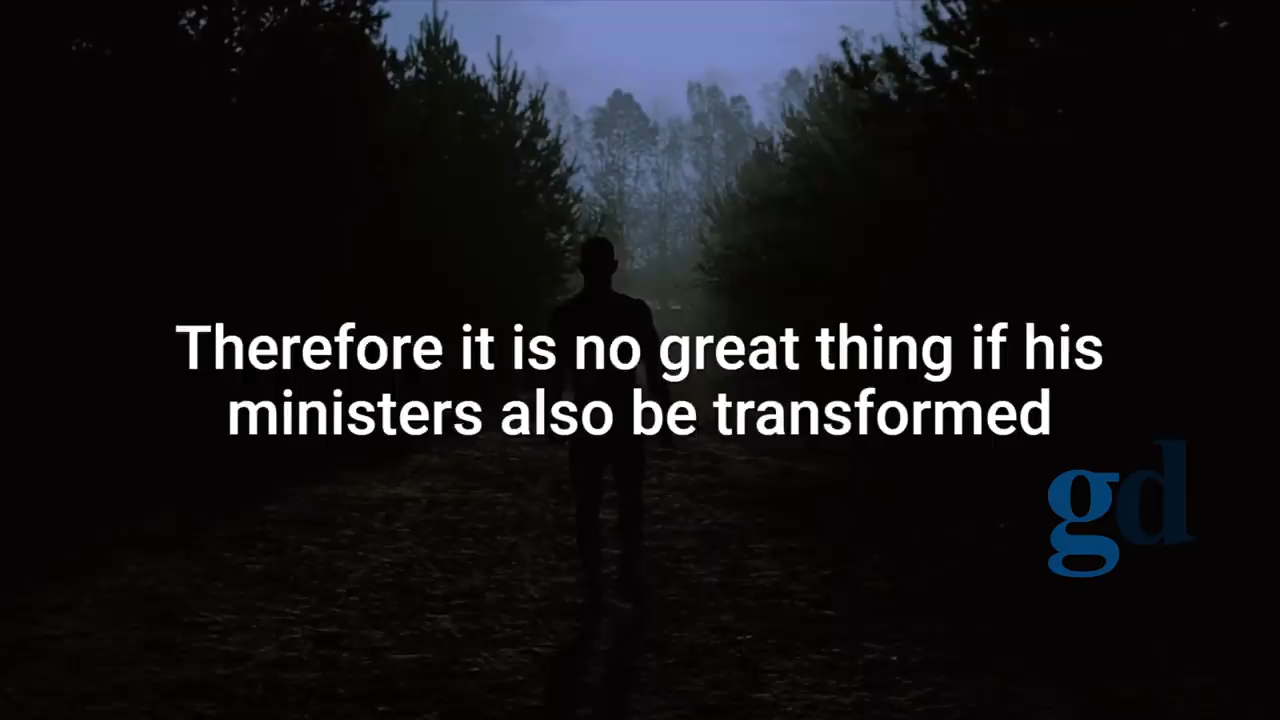 Therefore it is no great thing if his
ministers also be transformed
gd